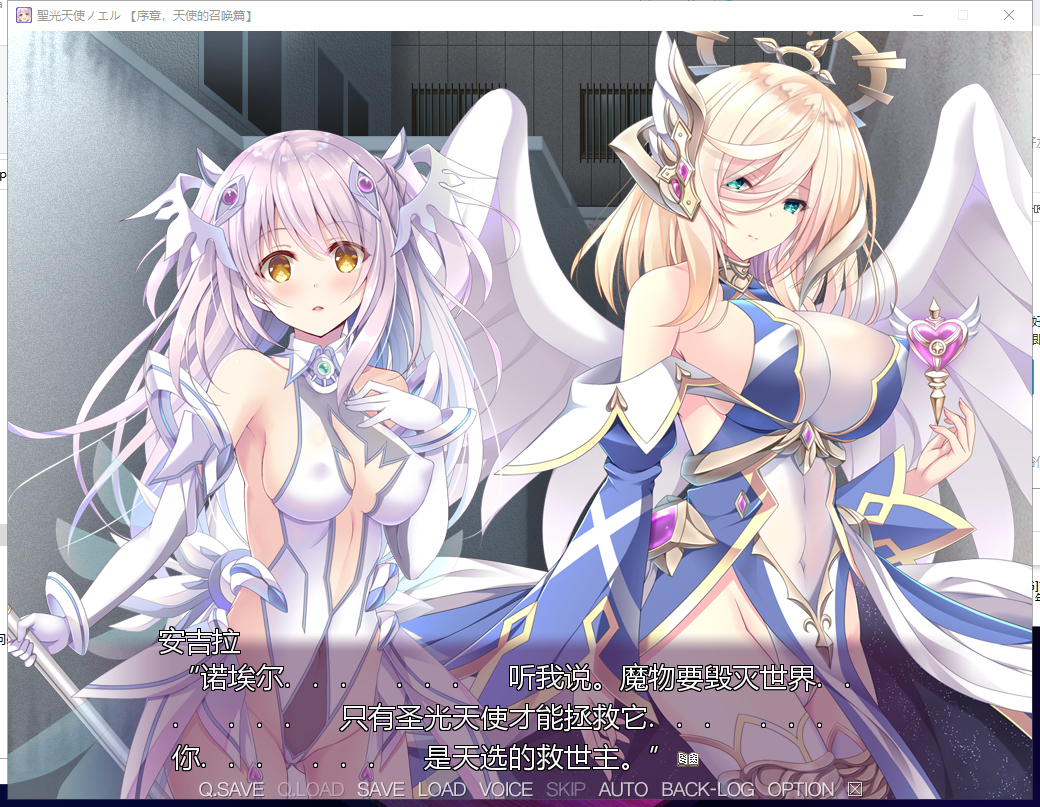 聖光天使ノエル 【序章，天使的召唤篇】
安吉拉
“诺埃尔. . . . . . . 听我说。魔物要毁灭世界. .
. . . . . 只有圣光天使才能拯救它. . . . . .
你. . . . . . . 是天选的救世主。”
Q.SAVE Q.LOAD SAVE LOAD VOICE SKIP AUTO BACK-LOG OPTION